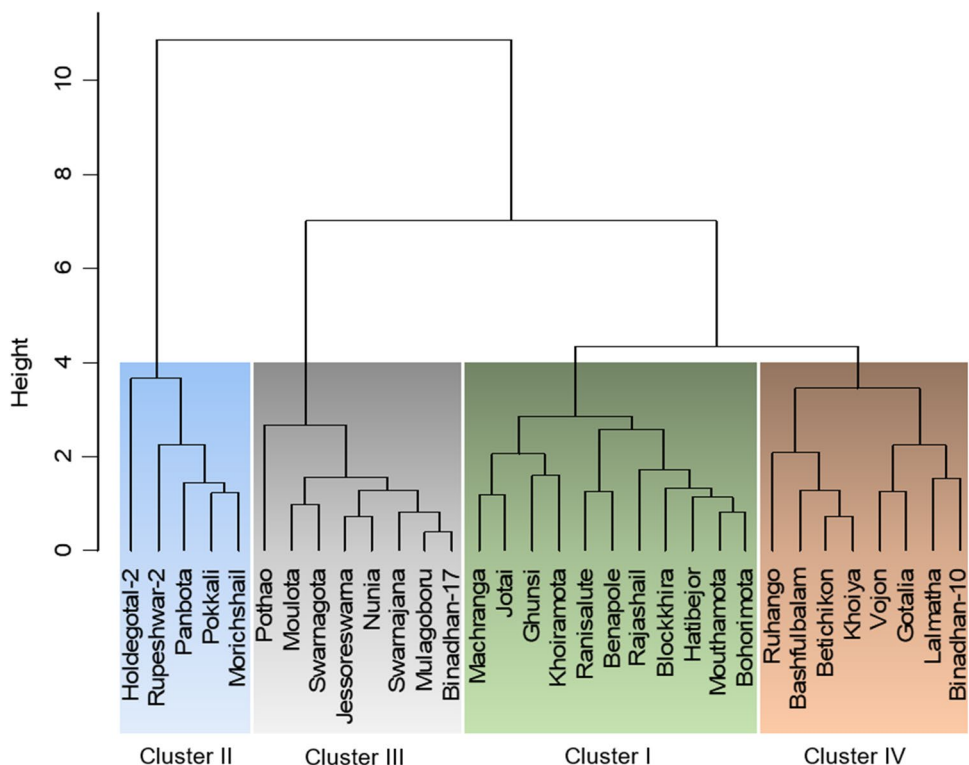 10
8
6
4
2
0
Height
Holdegotal-2
Rupeshwar-2
Panbota
Pokkali
Morichshail
Pothao
Moulota
Swarnagota
Jessoreswarna
Nunia
Swarnajana
Mulagoboru
Binadhan-17
Machranga
Jotai
Ghunsi
Khoiramota
Ranisalute
Benapole
Rajashail
Blockkhira
Hatibejor
Mouthamota
Bohorimota
Ruhango
Bashfulbalam
Betichikon
Khoiya
Vojon
Gotalia
Lalmatha
Binadhan-10
Cluster II
Cluster III
Cluster I
Cluster IV